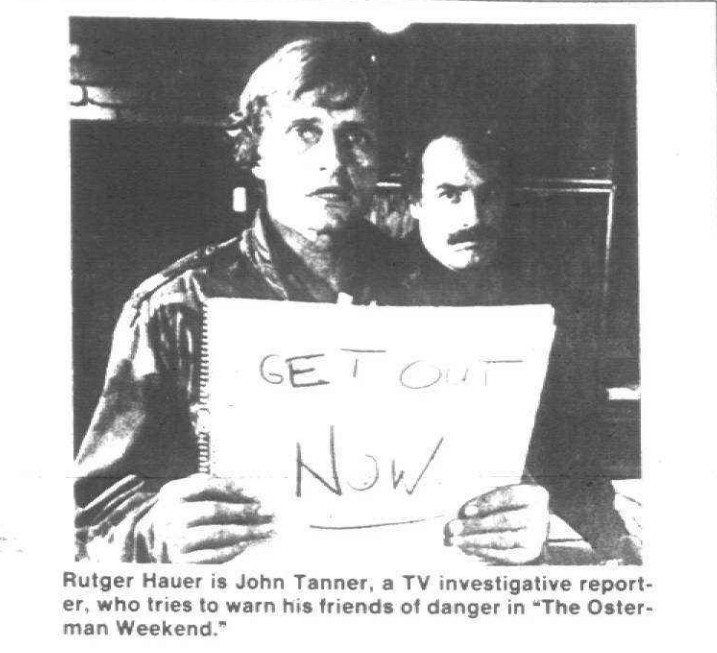 GET OUT
NOW
Rutger Hauer is John Tanner, a TV investigative report-
er, who tries to warn his friends of danger in "The Oster-
man Weekend."